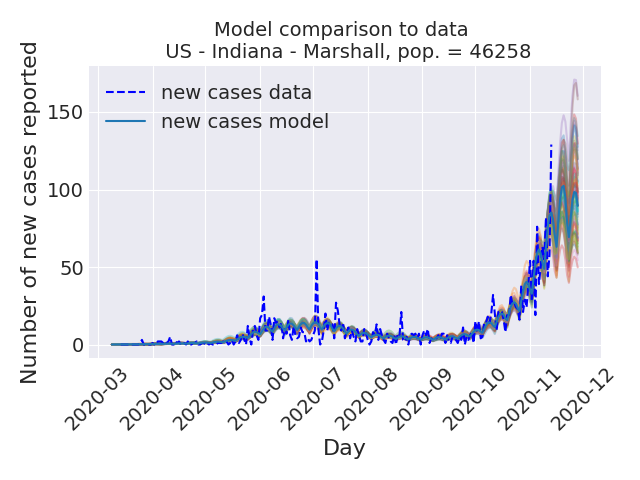 Model comparison to data
US - Indiana - Marshall, pop. = 46258
Number of new cases reported
150
100
50
0
new cases data
new cases model
2020-03
2020-04
2020-05
2020-06
2020-07
2020-08
2020-09
2020-10
2020-11
2020-12
Day